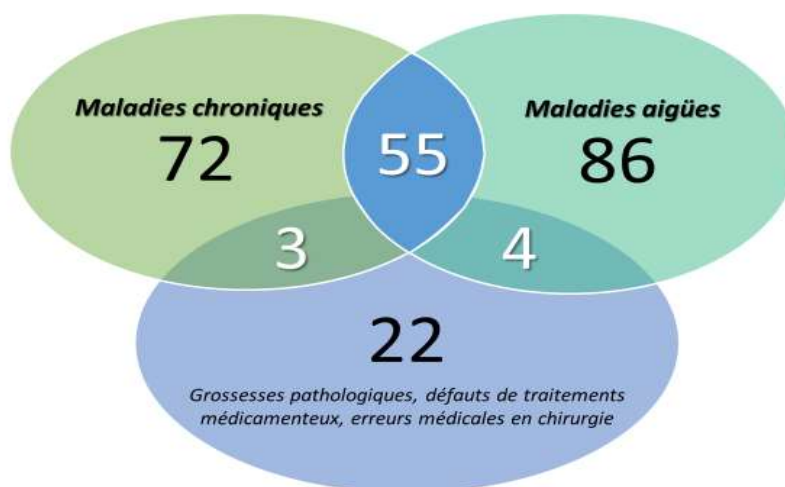 Maladies chroniques
72
55
Maladies aigües
86
3
4
22
Grossesses pathologiques, défauts de traitements
médicamenteux, erreurs médicales en chirurgie